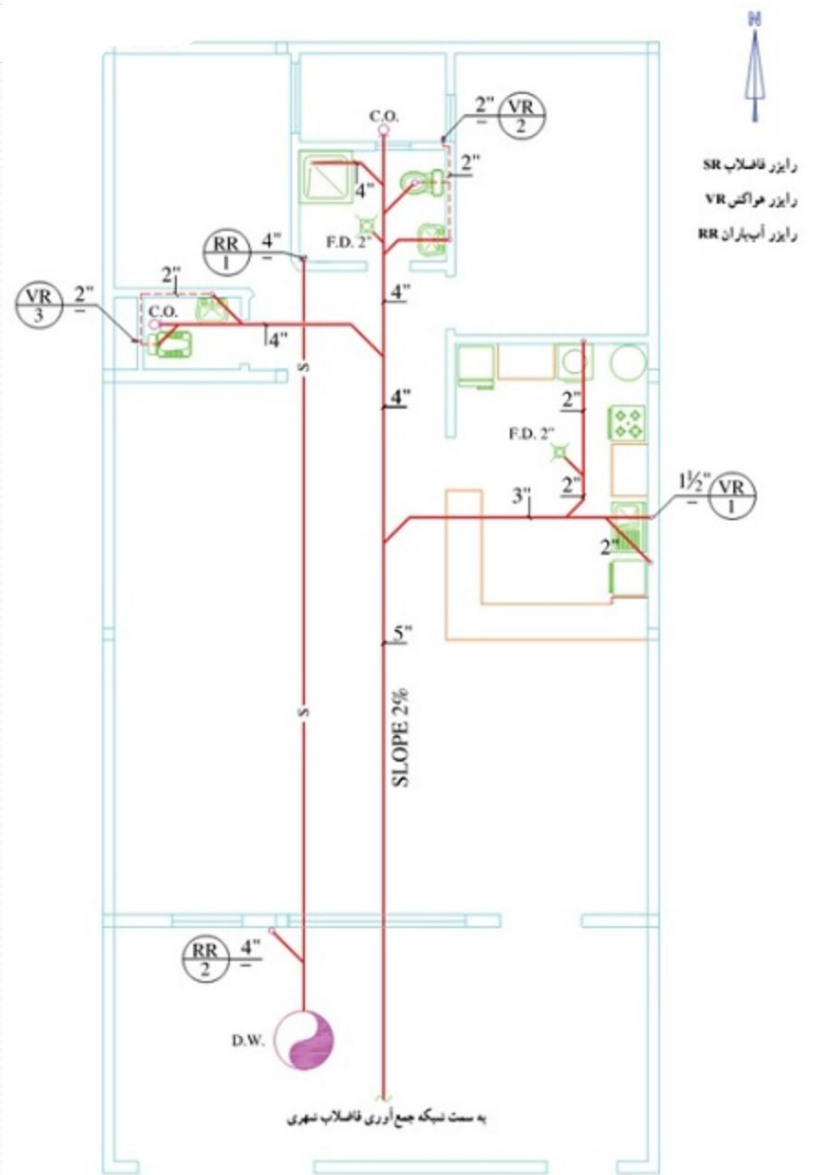 N
رایزر فاضلاب SR
رایزر هواکش VR
رایزر آب‌باران RR
C.O.
2" VR 2
2"
4"
F.D. 2"
RR 1 4"
2"
VR 3 2"
C.O.
4"
4"
4"
S
2"
F.D. 2"
2"
3"
1½" VR 1
2"
5"
SLOPE 2%
S
RR 2 4"
D.W.
به سمت شبکه جمع‌آوری فاضلاب شهری